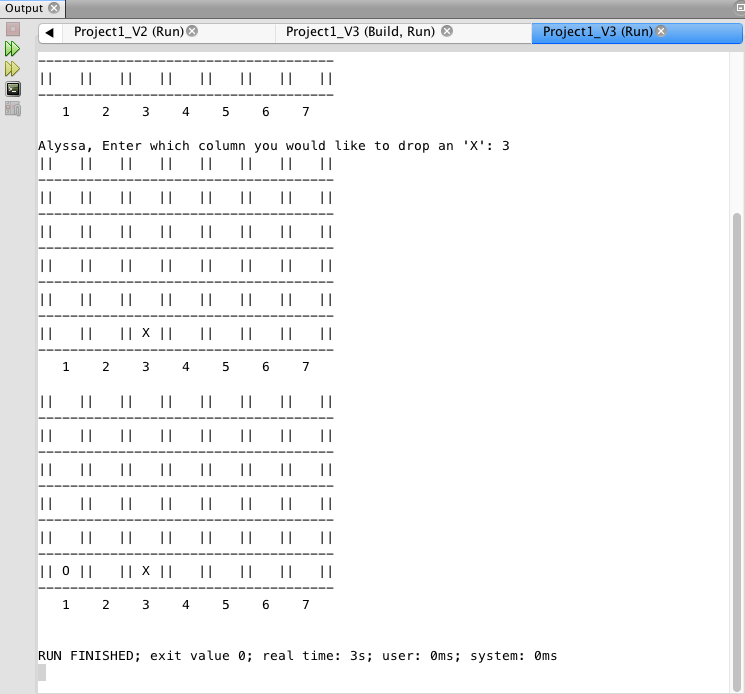 Output
Project1_V2 (Run) Project1_V3 (Build, Run) Project1_V3 (Run)
-------------------------------------
||   ||   ||   ||   ||   ||   ||   ||
-------------------------------------
   1    2    3    4    5    6    7
Alyssa, Enter which column you would like to drop an 'X': 3
||   ||   ||   ||   ||   ||   ||   ||
-------------------------------------
||   ||   ||   ||   ||   ||   ||   ||
-------------------------------------
||   ||   ||   ||   ||   ||   ||   ||
-------------------------------------
||   ||   ||   ||   ||   ||   ||   ||
-------------------------------------
||   ||   ||   ||   ||   ||   ||   ||
-------------------------------------
||   ||   || X ||   ||   ||   ||   ||
-------------------------------------
   1    2    3    4    5    6    7
||   ||   ||   ||   ||   ||   ||   ||
-------------------------------------
||   ||   ||   ||   ||   ||   ||   ||
-------------------------------------
||   ||   ||   ||   ||   ||   ||   ||
-------------------------------------
||   ||   ||   ||   ||   ||   ||   ||
-------------------------------------
||   ||   ||   ||   ||   ||   ||   ||
-------------------------------------
|| O ||   || X ||   ||   ||   ||   ||
-------------------------------------
   1    2    3    4    5    6    7
RUN FINISHED; exit value 0; real time: 3s; user: 0ms; system: 0ms